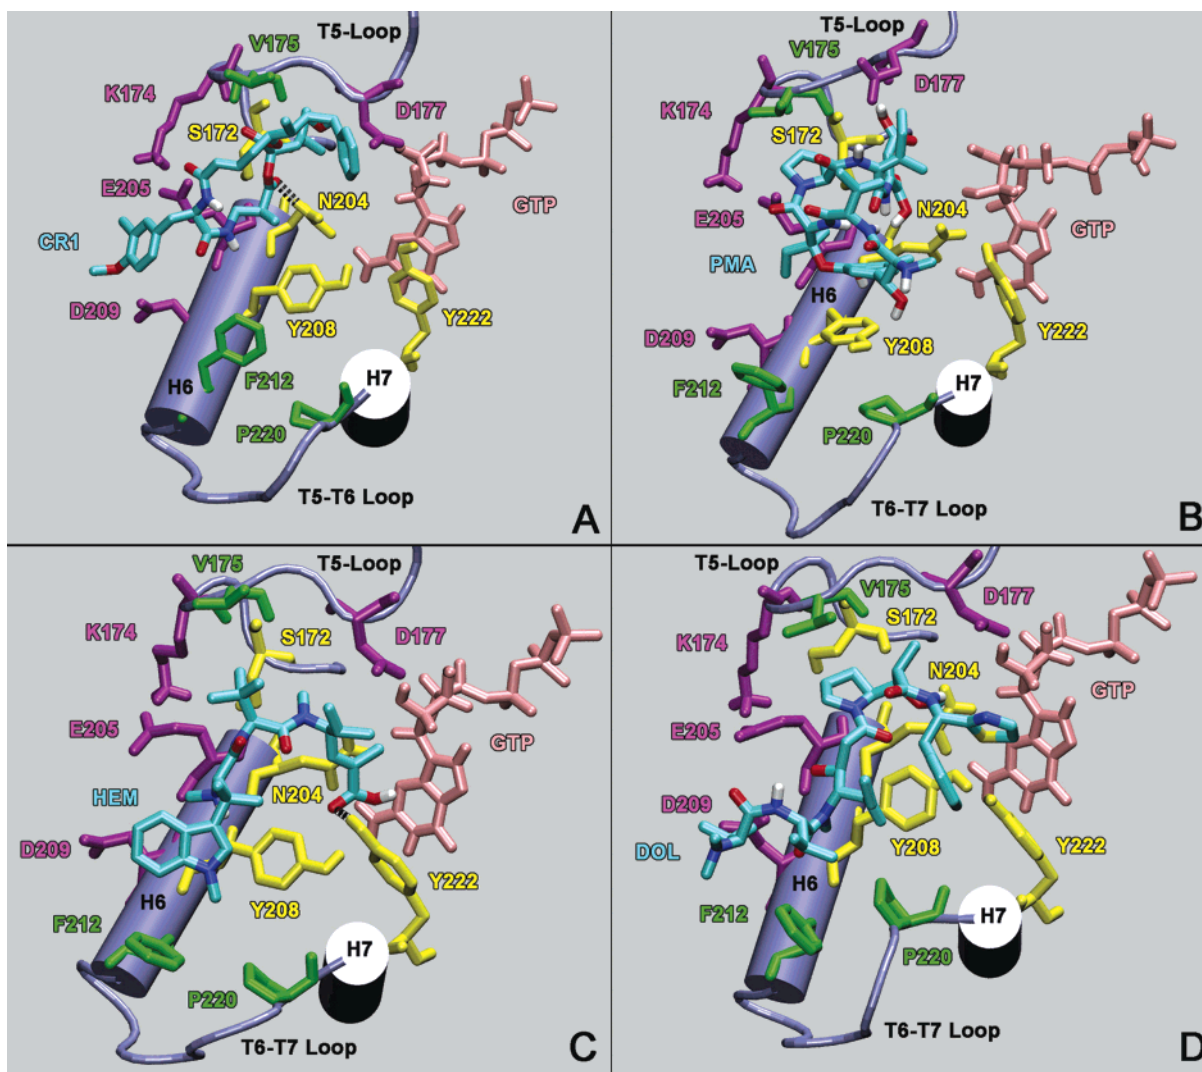 T5-Loop
V175
K174
D177
S172
E205
N204
GTP
CR1
D209
Y208
Y222
H6
F212
H7
P220
T5-T6 Loop
A
V175
D177
K174
S172
E205
N204
GTP
PMA
H6
D209
Y208
Y222
F212
H7
P220
T6-T7 Loop
B
V175
T5-Loop
K174
S172
D177
E205
GTP
HEM
N204
D209
Y208
Y222
H6
F212
H7
P220
T6-T7 Loop
C
T5-Loop
V175
D177
K174
S172
N204
GTP
E205
D209
DOL
Y208
Y222
H6
F212
H7
P220
T6-T7 Loop
D